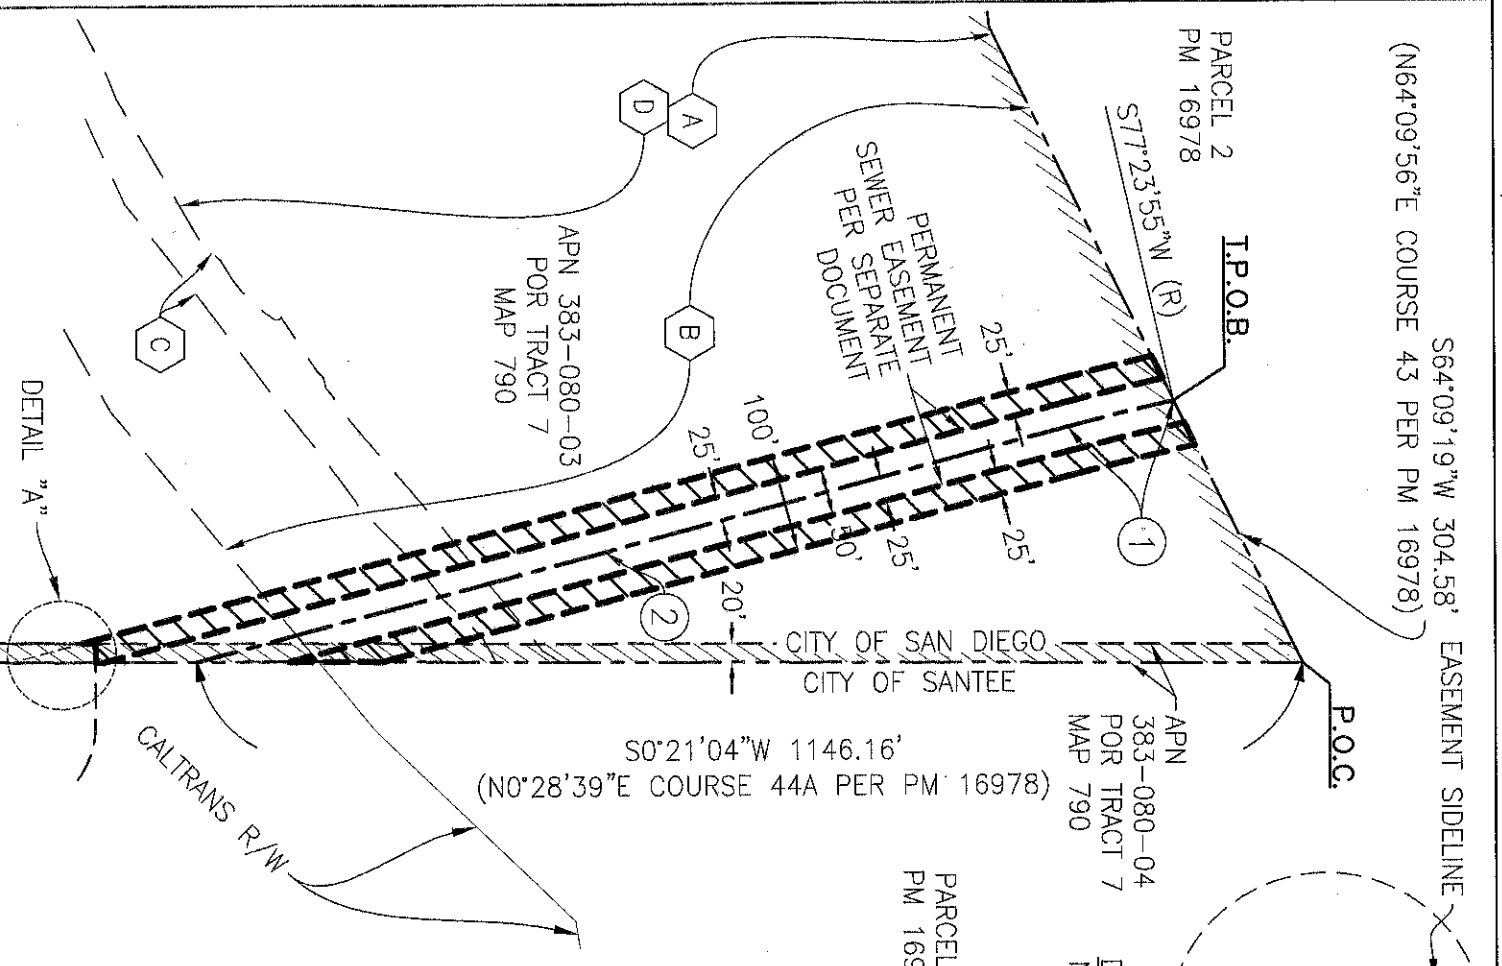 S64°09'19"W 304.58' EASEMENT SIDELINE
(N64°09'56"E COURSE 43 PER PM 16978)
PARCEL 2
PM 16978
S77°23'55"W (R)
T.P.O.B.
P.O.C.
A
D
B
C
PERMANENT
SEWER EASEMENT
PER SEPARATE
DOCUMENT
25'
25'
1
APN 383-080-03
POR TRACT 7
MAP 790
100'
25'
50'
25'
20'
2
CITY OF SAN DIEGO
CITY OF SANTEE
APN
383-080-04
POR TRACT 7
MAP 790
S0°21'04"W 1146.16'
(N0°28'39"E COURSE 44A PER PM 16978)
CALTRANS R/W
DETAIL "A"
PARCEL
PM